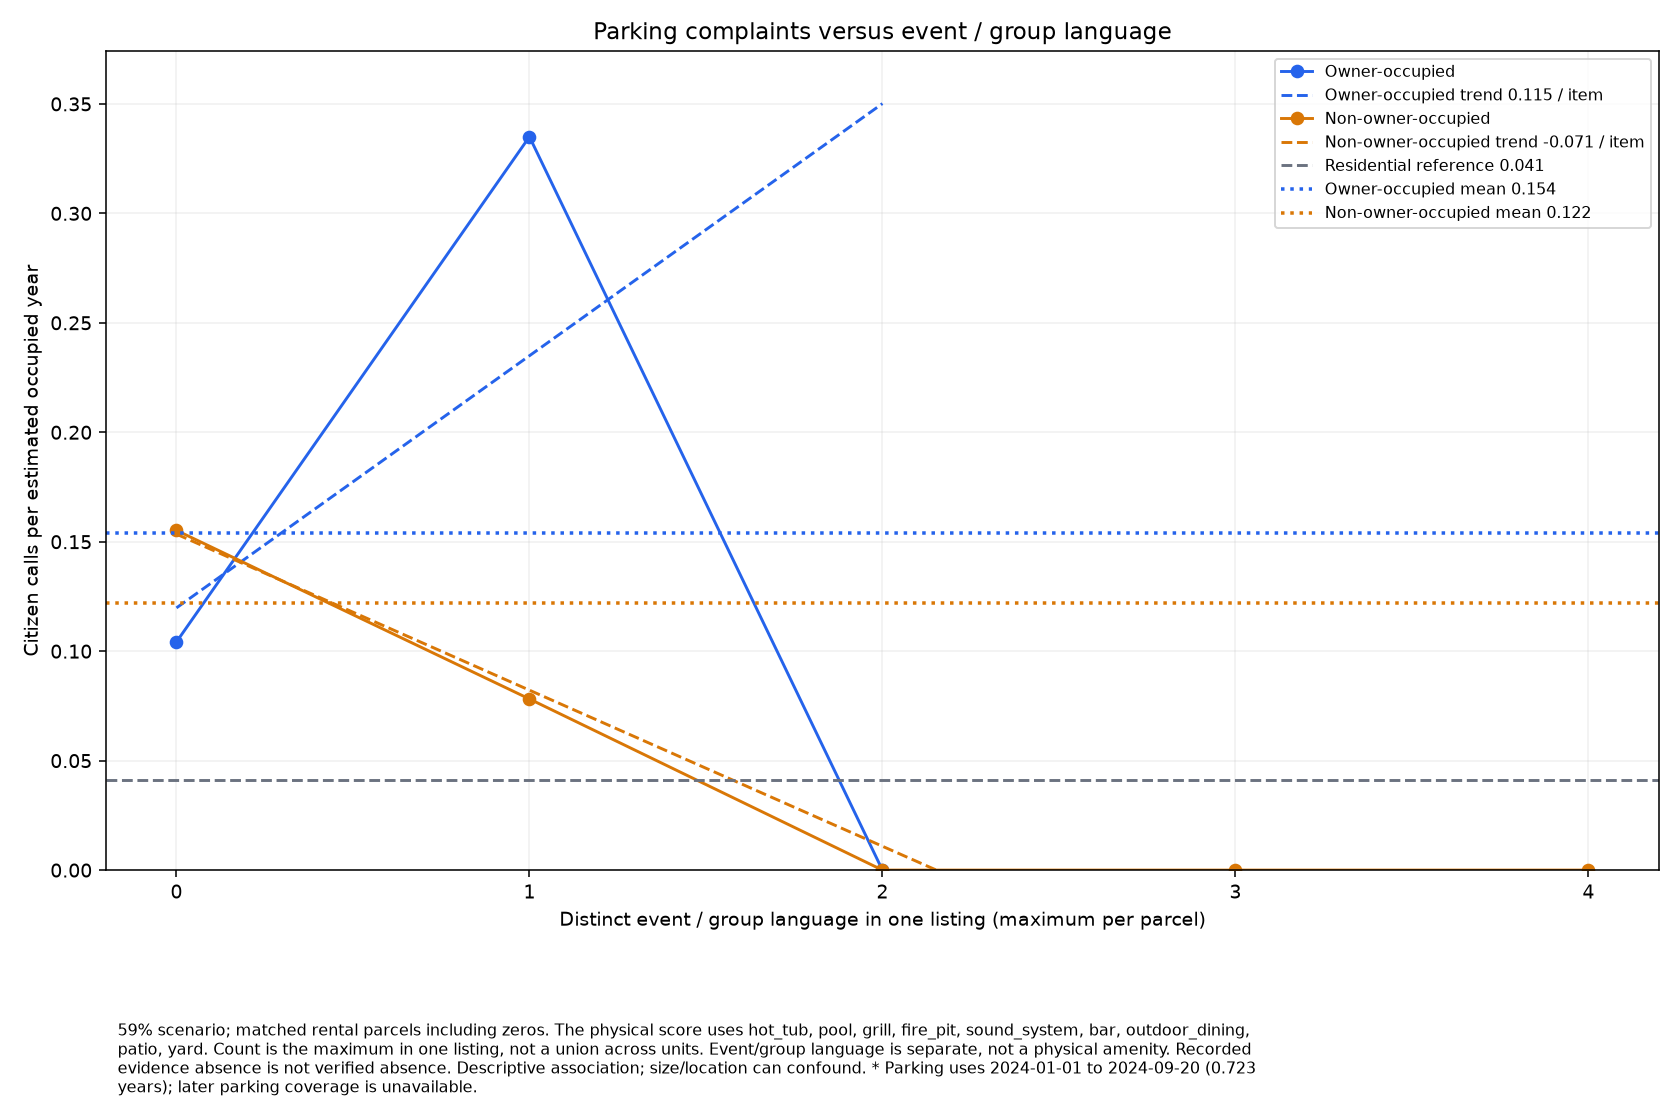 Parking complaints versus event / group language
Owner-occupied
Owner-occupied trend 0.115 / item
Non-owner-occupied
Non-owner-occupied trend -0.071 / item
Residential reference 0.041
Owner-occupied mean 0.154
Non-owner-occupied mean 0.122
Citizen calls per estimated occupied year
0.35
0.30
0.25
0.20
0.15
0.10
0.05
0.00
0 1 2 3 4
Distinct event / group language in one listing (maximum per parcel)
59% scenario; matched rental parcels including zeros. The physical score uses hot_tub, pool, grill, fire_pit, sound_system, bar, outdoor_dining,
patio, yard. Count is the maximum in one listing, not a union across units. Event/group language is separate, not a physical amenity. Recorded
evidence absence is not verified absence. Descriptive association; size/location can confound. * Parking uses 2024-01-01 to 2024-09-20 (0.723
years); later parking coverage is unavailable.